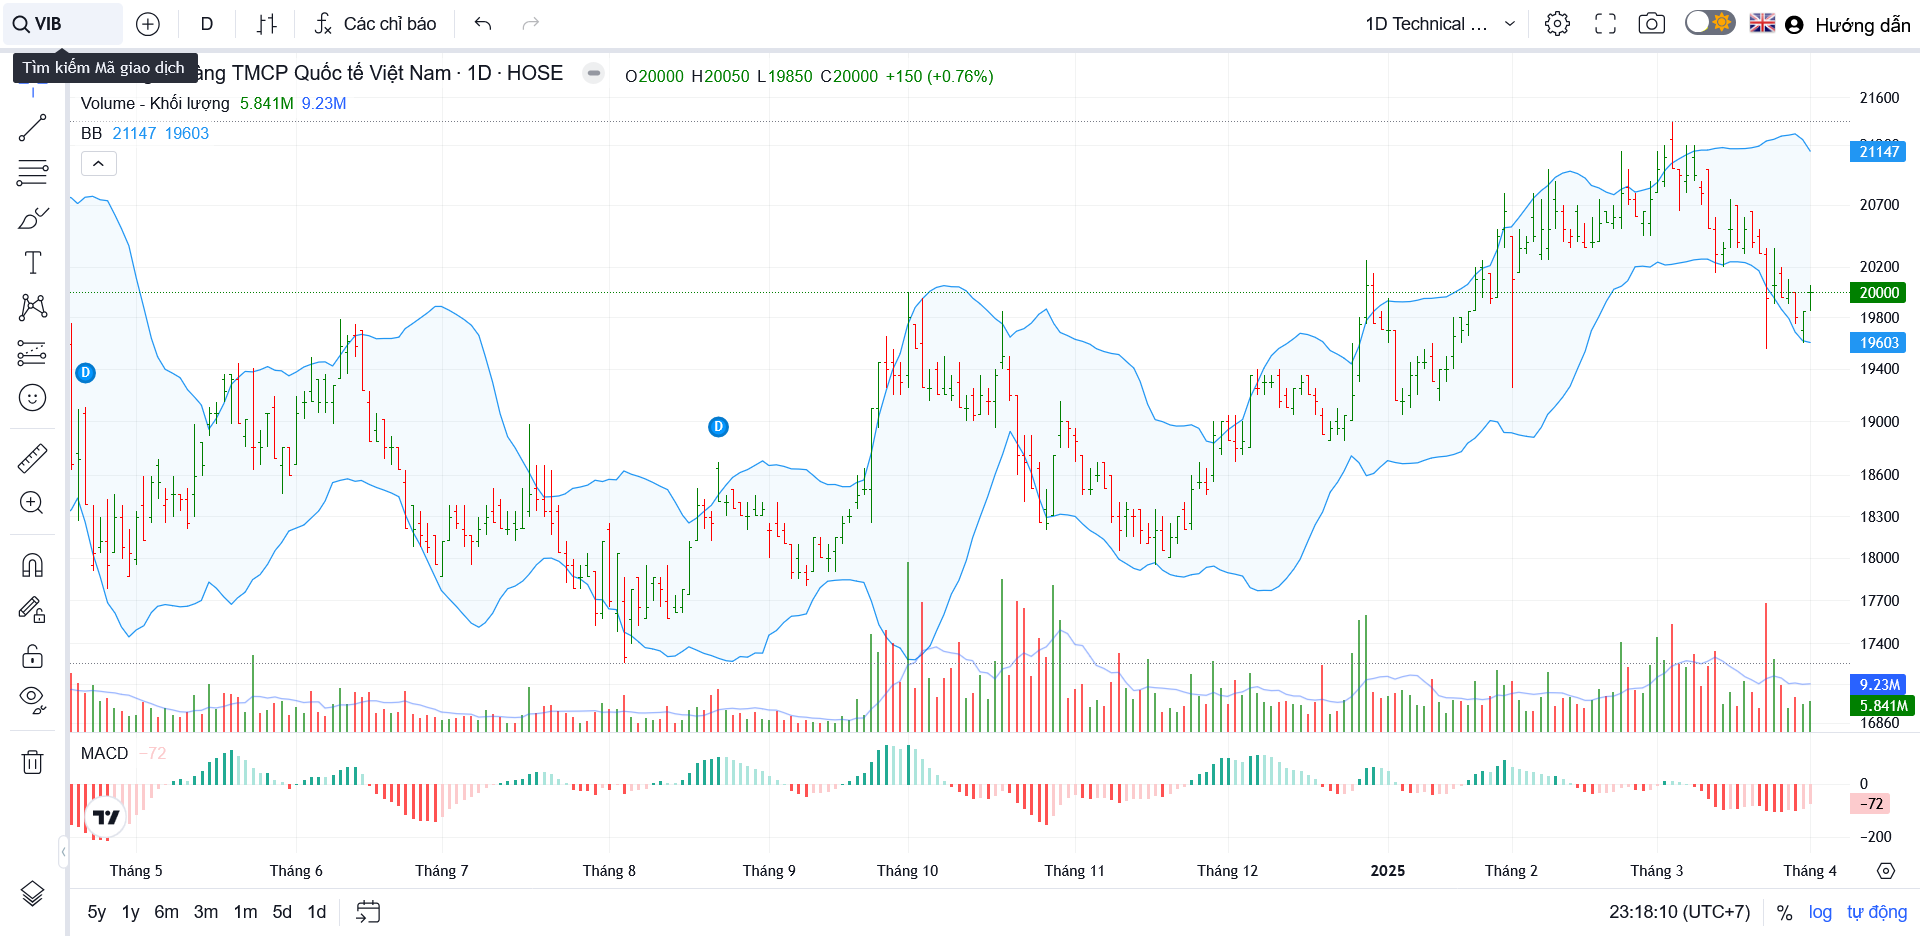 VIB
D
Các chỉ báo
1D Technical ...
Hướng dẫn
Tìm kiếm Mã giao dịch
àng TMCP Quốc tế Việt Nam · 1D · HOSE
O20000 H20050 L19850 C20000 +150 (+0.76%)
Volume - Khối lượng 5.841M 9.23M
BB 21147 19603
21600
21147
20700
20200
20000
19800
19603
19400
19000
18600
18300
18000
17700
17400
9.23M
5.841M
16860
D
D
MACD −72
0
−72
−200
Tháng 5
Tháng 6
Tháng 7
Tháng 8
Tháng 9
Tháng 10
Tháng 11
Tháng 12
2025
Tháng 2
Tháng 3
Tháng 4
5y 1y 6m 3m 1m 5d 1d
23:18:10 (UTC+7)
% log tự động